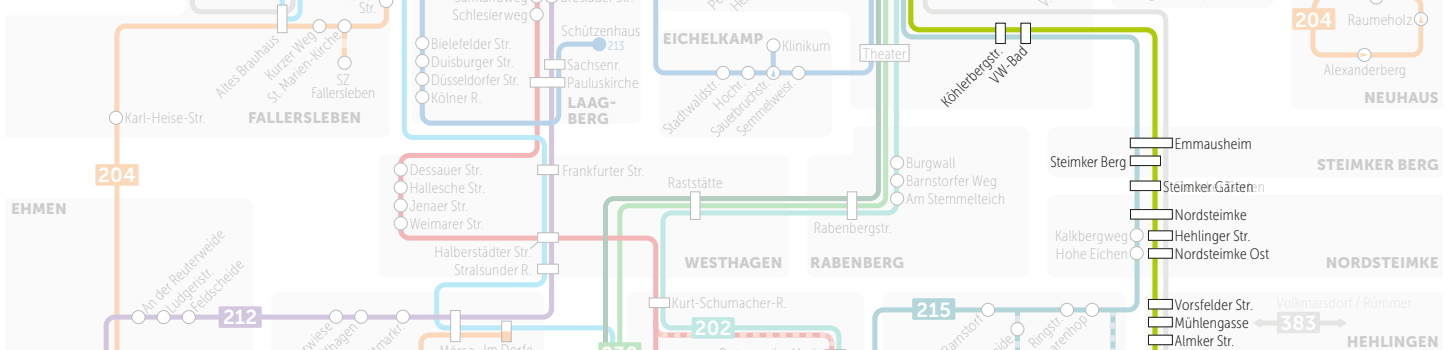 Str.
Schlesierweg
Altes Brauhaus
Kurzer Weg
St. Marien-Kirche
SZ
Fallersleben
FALLERSLEBEN
Karl-Heise-Str.
204
EHMEN
An der Reuterweide
Ludgeristr.
Feldscheide
212
Bielefelder Str.
Duisburger Str.
Düsseldorfer Str.
Kölner R.
Schützenhaus
213
Sachsenr.
Pauluskirche
LAAG-
BERG
Dessauer Str.
Hallesche Str.
Jenaer Str.
Weimarer Str.
Frankfurter Str.
Halberstädter Str.
Stralsunder R.
EICHELKAMP
Klinikum
Stadtwaldstr.
Hochr.
Sauerbruchstr.
Semmelweisr.
Theater
Raststätte
WESTHAGEN
Kurt-Schumacher-R.
202
Burgwall
Barnstorfer Weg
Am Stemmelteich
Rabenbergstr.
RABENBERG
215
Köhlerbergstr.
VW-Bad
204
Raumeholz
Alexanderberg
NEUHAUS
Emmausheim
Steimker Berg
STEIMKER BERG
Steimker Gärten
Nordsteimke
Kalkbergweg
Hehlinger Str.
Hohe Eichen
Nordsteimke Ost
NORDSTEIMKE
Vorsfelder Str.
Mühlengasse
Almker Str.
Volkmarsdorf / Rümmer
383
HEHLINGEN